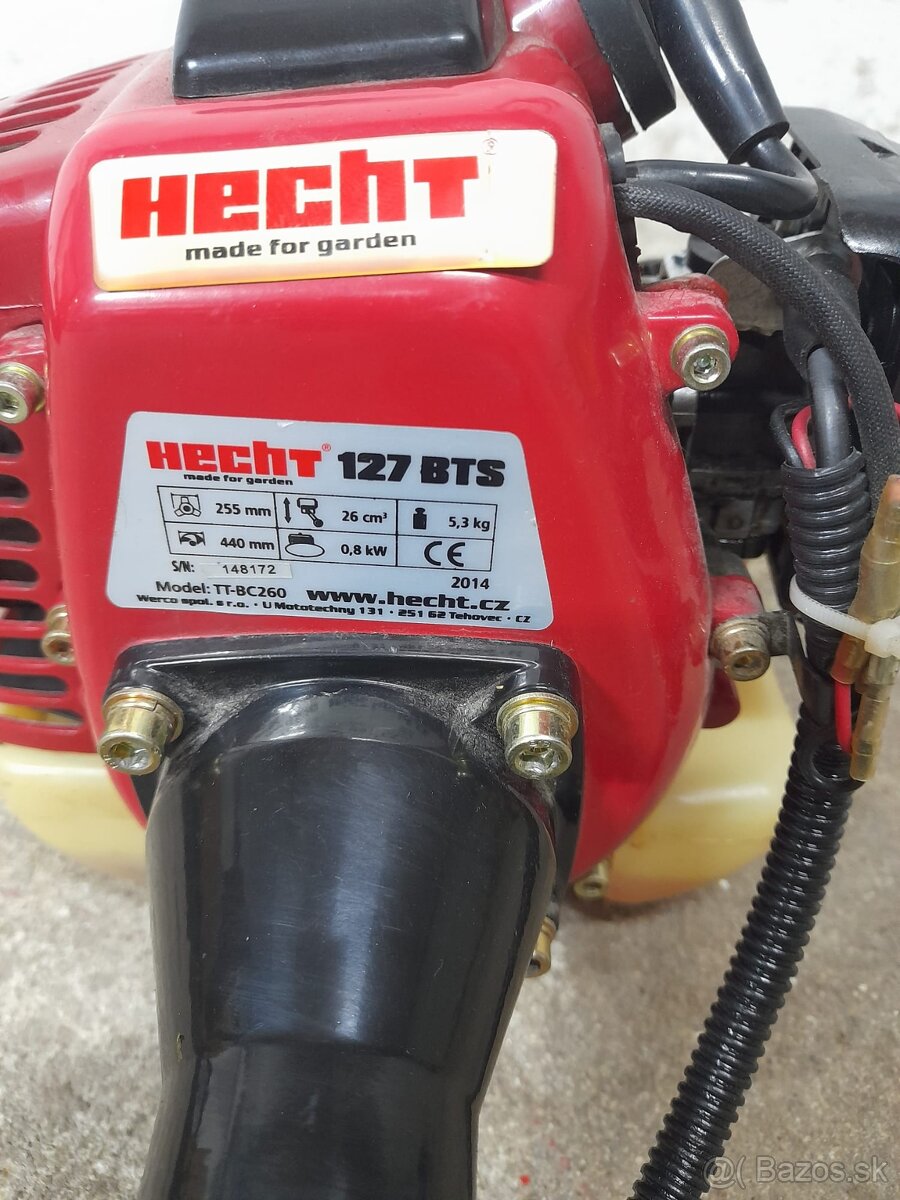 Hecht®
made for garden
Hecht® 127 BTS
made for garden
255 mm 26 cm³ 5,3 kg
440 mm 0,8 kW CE
S/N: 148172 2014
Model: TT-BC260 www.hecht.cz
Werco spol. s r.o. • U Mototechny 131 • 251 62 Tehovec • CZ
@( Bazos.sk